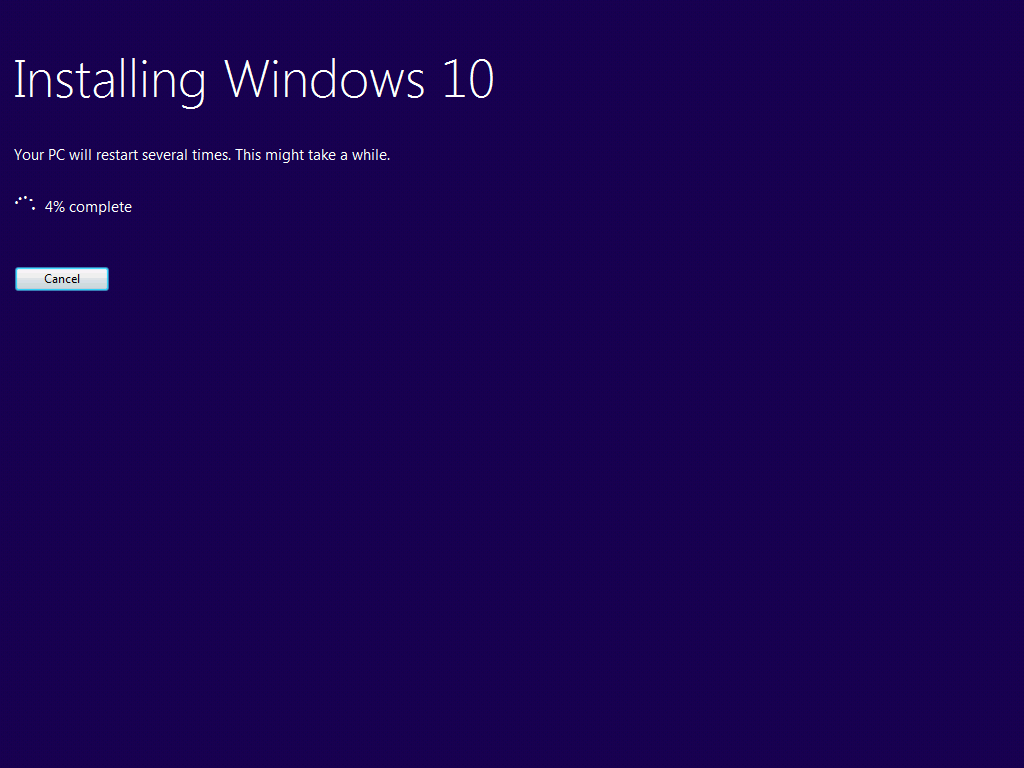 Installing Windows 10
Your PC will restart several times. This might take a while.
4% complete
Cancel